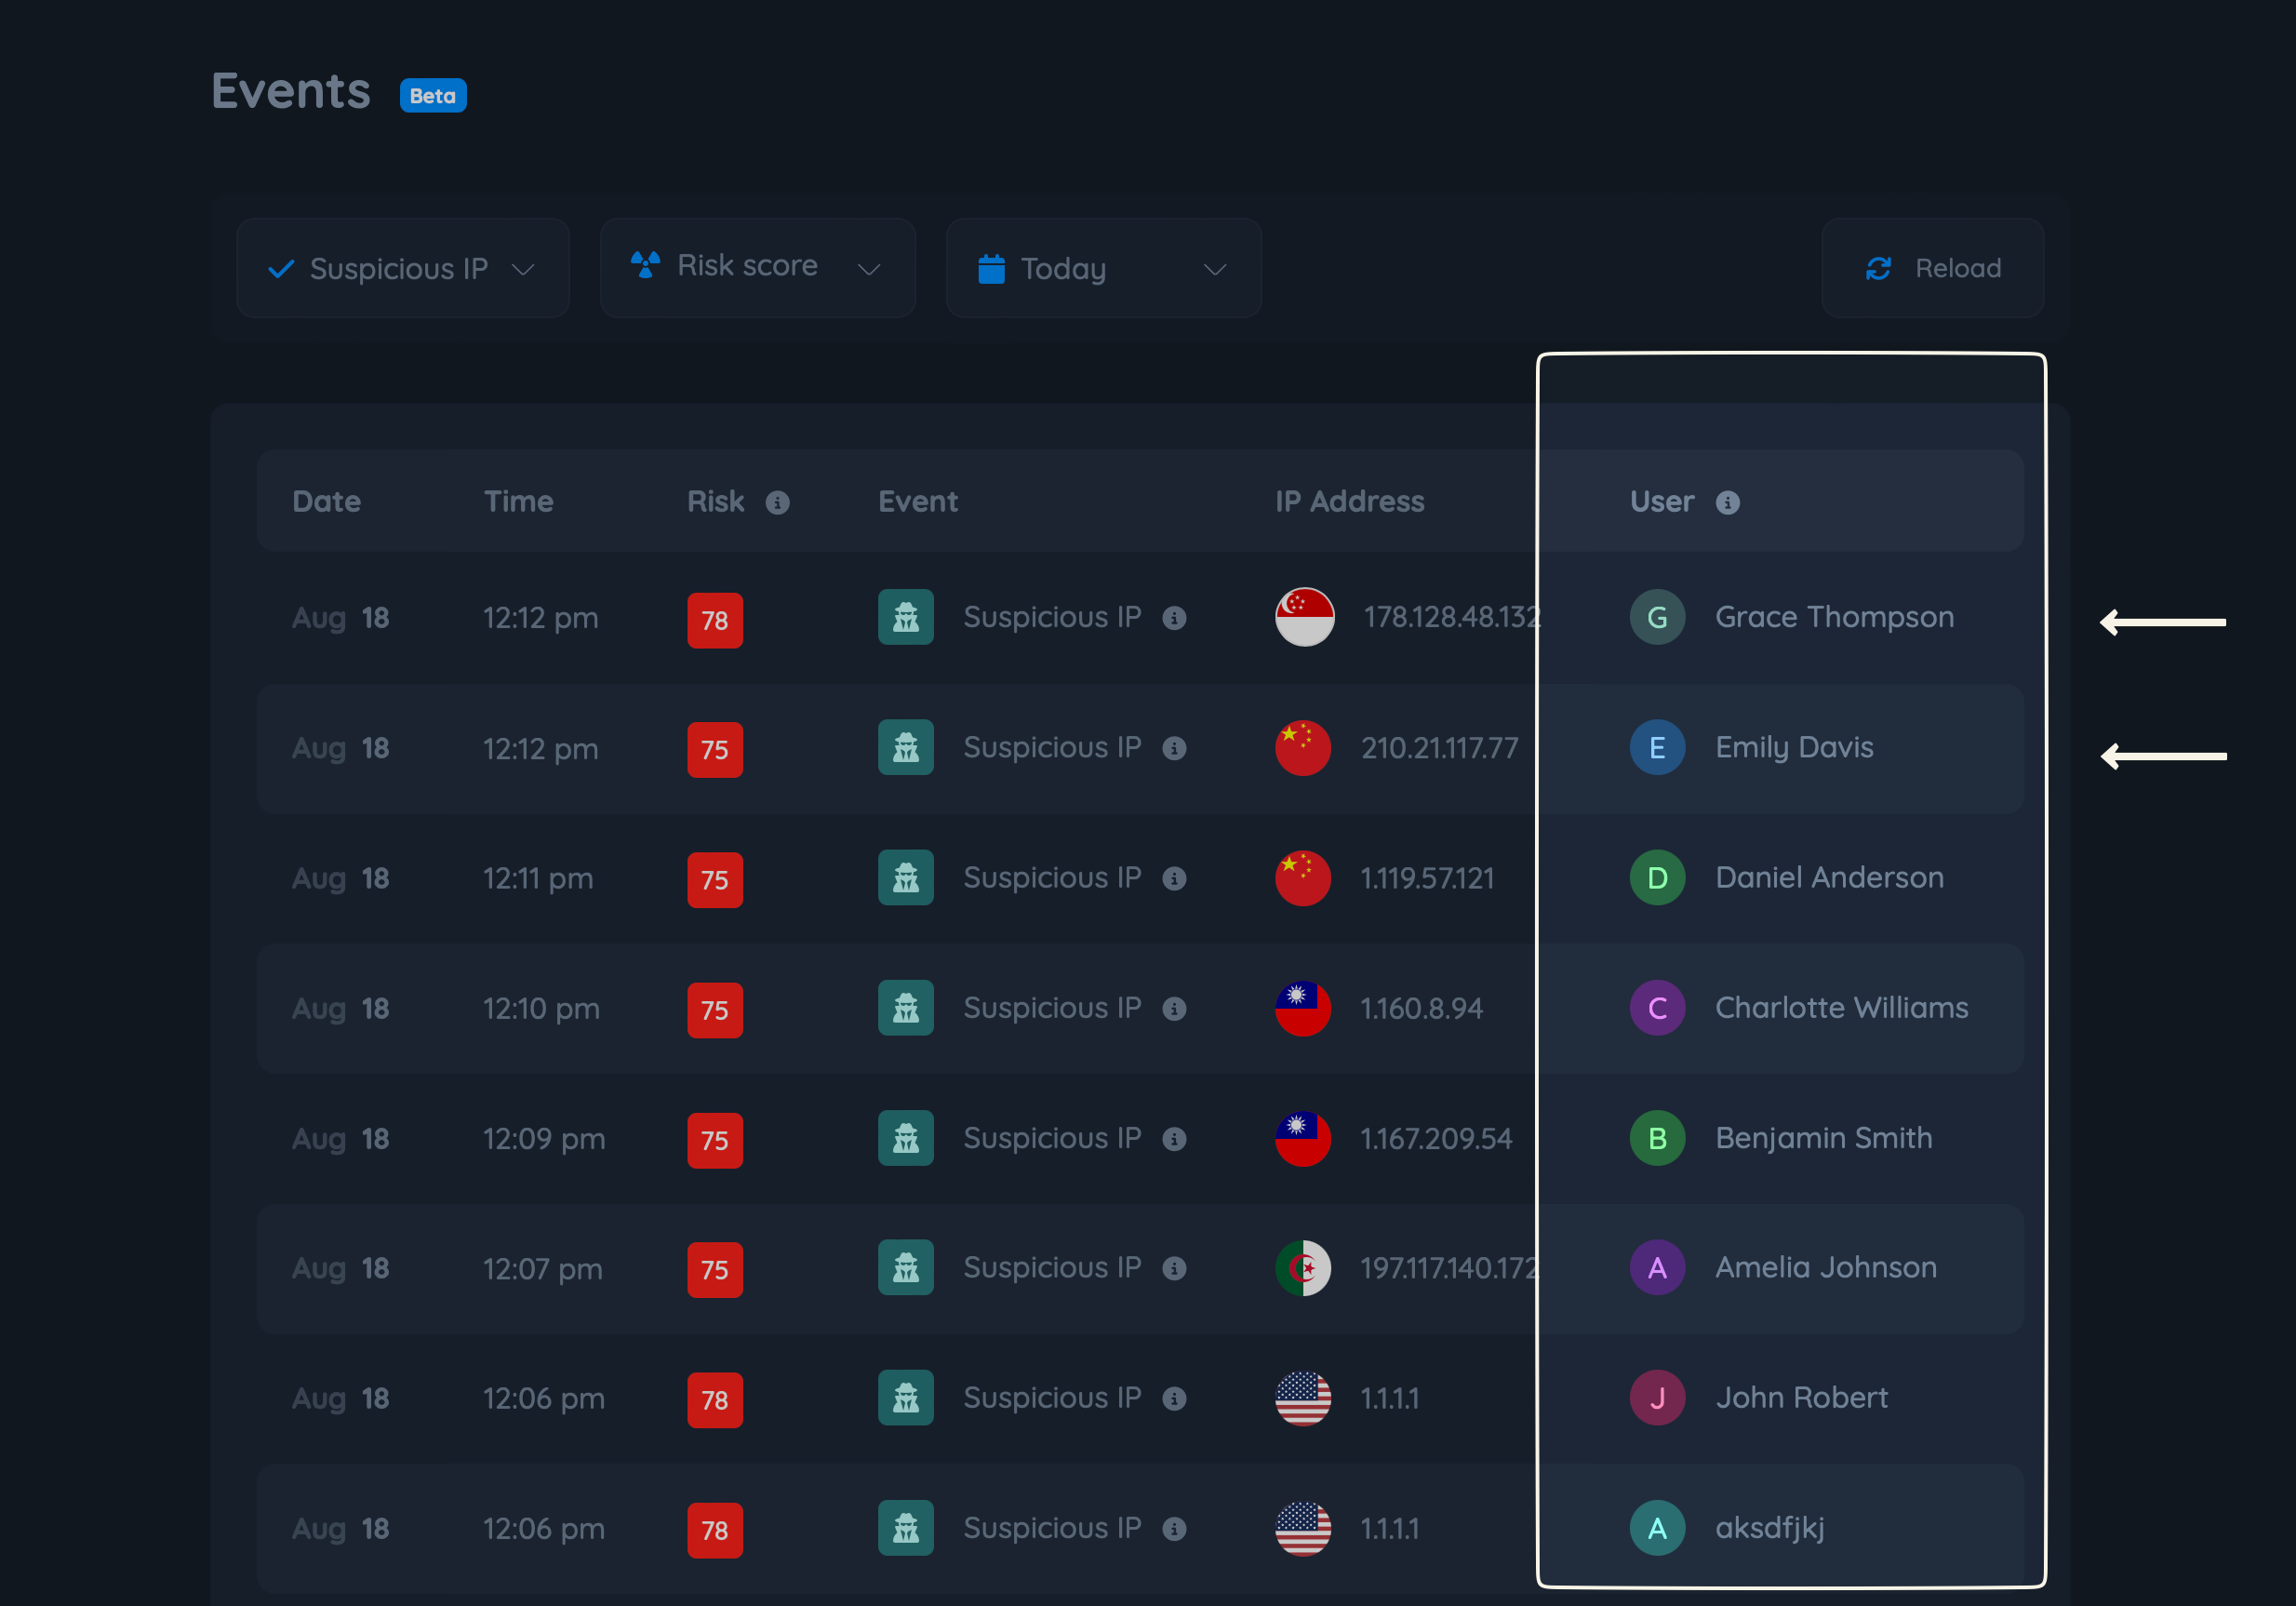 Events Beta
Suspicious IP Risk score Today Reload
Date Time Risk Event IP Address User
Aug 18 12:12 pm 78 Suspicious IP 178.128.48.132 G Grace Thompson
Aug 18 12:12 pm 75 Suspicious IP 210.21.117.77 E Emily Davis
Aug 18 12:11 pm 75 Suspicious IP 1.119.57.121 D Daniel Anderson
Aug 18 12:10 pm 75 Suspicious IP 1.160.8.94 C Charlotte Williams
Aug 18 12:09 pm 75 Suspicious IP 1.167.209.54 B Benjamin Smith
Aug 18 12:07 pm 75 Suspicious IP 197.117.140.172 A Amelia Johnson
Aug 18 12:06 pm 78 Suspicious IP 1.1.1.1 J John Robert
Aug 18 12:06 pm 78 Suspicious IP 1.1.1.1 A aksdfjkj